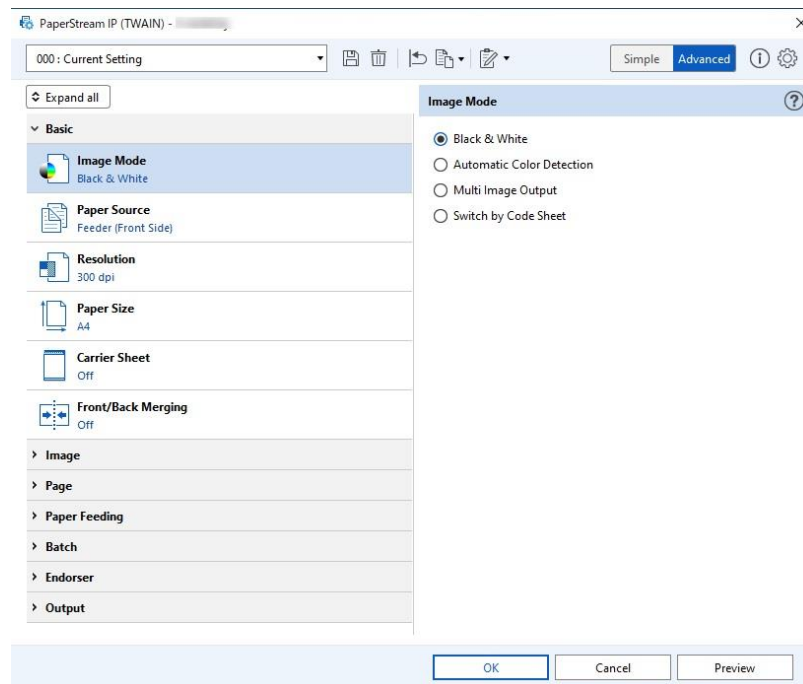 PaperStream IP (TWAIN) -
000 : Current Setting
Simple
Advanced
Expand all
Image Mode
Basic
Black & White
Automatic Color Detection
Multi Image Output
Switch by Code Sheet
Image Mode
Black & White
Paper Source
Feeder (Front Side)
Resolution
300 dpi
Paper Size
A4
Carrier Sheet
Off
Front/Back Merging
Off
Image
Page
Paper Feeding
Batch
Endorser
Output
OK
Cancel
Preview